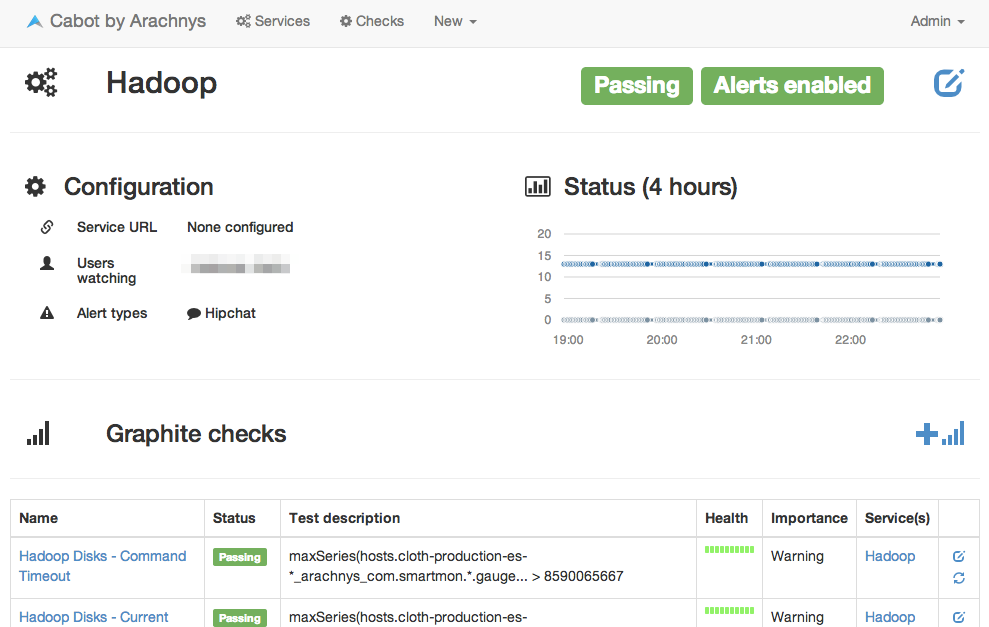 Cabot by Arachnys Services Checks New Admin
Hadoop Passing Alerts enabled
Configuration
Service URL None configured
Users
watching
Alert types Hipchat
Status (4 hours)
20
15
10
5
0
19:00 20:00 21:00 22:00
Graphite checks
Name Status Test description Health Importance Service(s)
Hadoop Disks - Command Passing maxSeries(hosts.cloth-production-es- Warning Hadoop
Timeout *_arachnys_com.smartmon.*.gauge... > 8590065667
Hadoop Disks - Current Passing maxSeries(hosts.cloth-production-es- Warning Hadoop